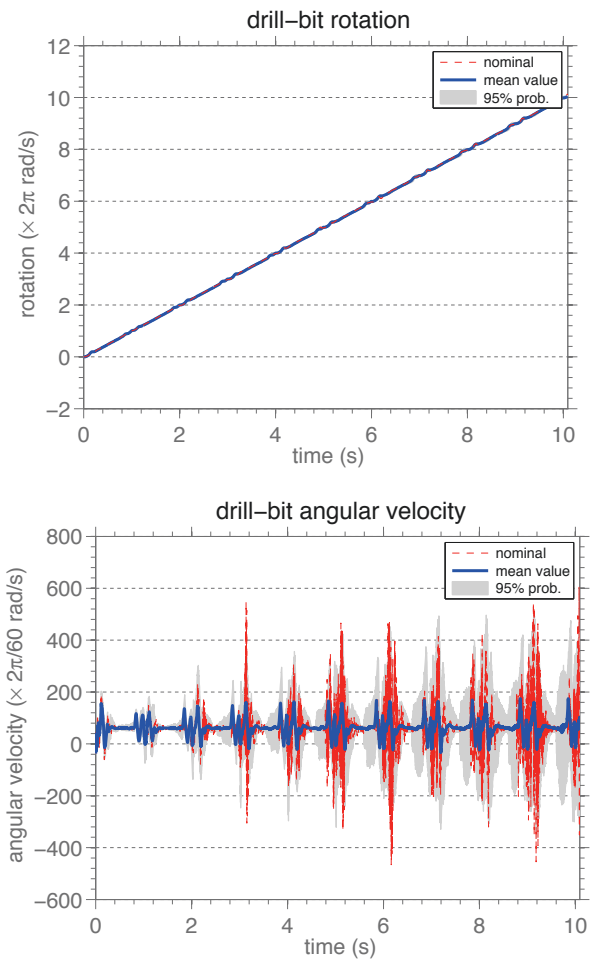 drill−bit rotation
12
10
8
6
4
2
0
−2
rotation (× 2π rad/s)
nominal
mean value
95% prob.
0 2 4 6 8 10
time (s)
drill−bit angular velocity
800
600
400
200
0
−200
−400
−600
angular velocity (× 2π/60 rad/s)
nominal
mean value
95% prob.
0 2 4 6 8 10
time (s)